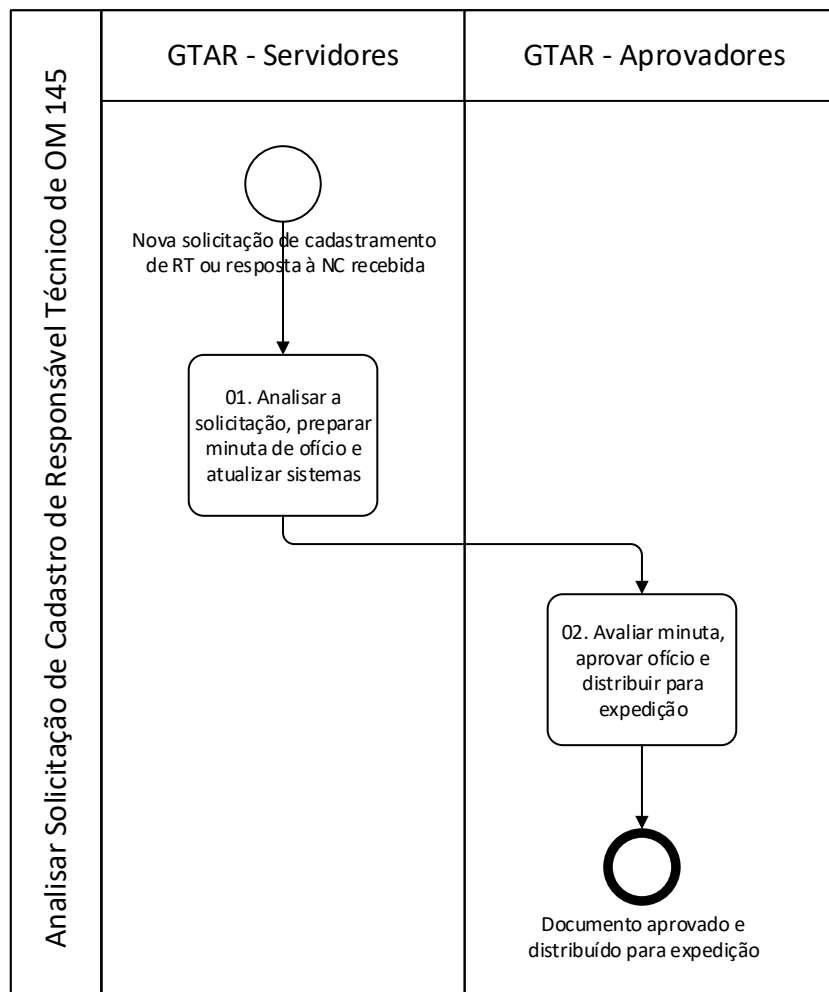 Analisar Solicitação de Cadastro de Responsável Técnico de OM 145
GTAR - Servidores
GTAR - Aprovadores
Nova solicitação de cadastramento
de RT ou resposta à NC recebida
01. Analisar a
solicitação, preparar
minuta de ofício e
atualizar sistemas
02. Avaliar minuta,
aprovar ofício e
distribuir para
expedição
Documento aprovado e
distribuído para expedição